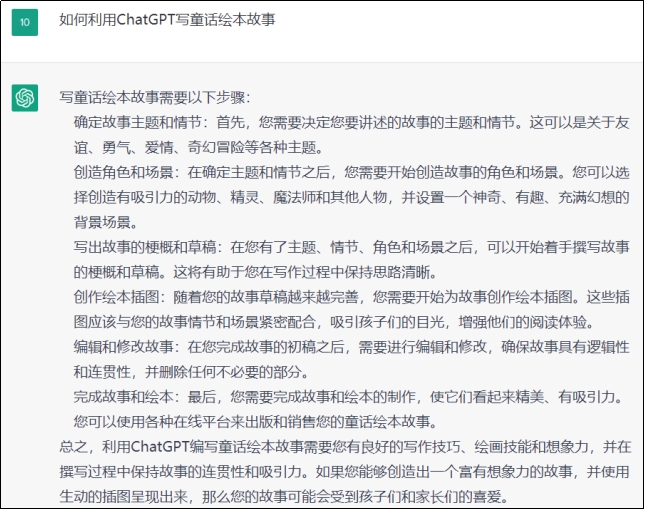 10
如何利用ChatGPT写童话绘本故事
写童话绘本故事需要以下步骤：
确定故事主题和情节：首先，您需要决定您要讲述的故事的主题和情节。这可以是关于友
谊、勇气、爱情、奇幻冒险等各种主题。
创造角色和场景：在确定主题和情节之后，您需要开始创造故事的角色和场景。您可以选
择创造有吸引力的动物、精灵、魔法师和其他人物，并设置一个神奇、有趣、充满幻想的
背景场景。
写出故事的梗概和草稿：在您有了主题、情节、角色和场景之后，可以开始着手撰写故事
的梗概和草稿。这将有助于您在写作过程中保持思路清晰。
创作绘本插图：随着您的故事草稿越来越完善，您需要开始为故事创作绘本插图。这些插
图应该与您的故事情节和场景紧密配合，吸引孩子们的目光，增强他们的阅读体验。
编辑和修改故事：在您完成故事的初稿之后，需要进行编辑和修改，确保故事具有逻辑性
和连贯性，并删除任何不必要的部分。
完成故事和绘本：最后，您需要完成故事和绘本的制作，使它们看起来精美、有吸引力。
您可以使用各种在线平台来出版和销售您的童话绘本故事。
总之，利用ChatGPT编写童话绘本故事需要您有良好的写作技巧、绘画技能和想象力，并在
撰写过程中保持故事的连贯性和吸引力。如果您能够创造出一个富有想象力的故事，并使用
生动的插图呈现出来，那么您的故事可能会受到孩子们和家长们的喜爱。